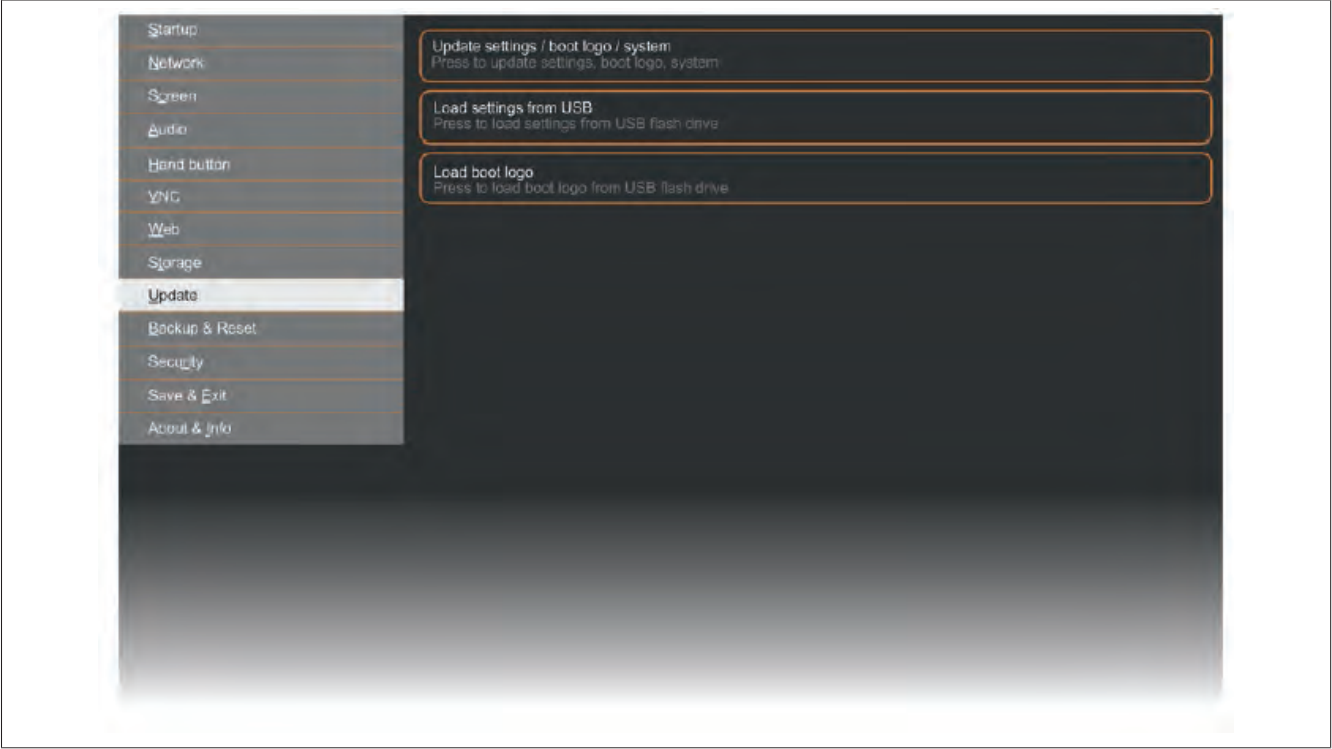 Startup
Network
Screen
Audio
Hand button
VNC
Web
Storage
Update
Backup & Reset
Security
Save & Exit
About & Info
Update settings / boot logo / system
Press to update settings, boot logo, system
Load settings from USB
Press to load settings from USB flash drive
Load boot logo
Press to load boot logo from USB flash drive